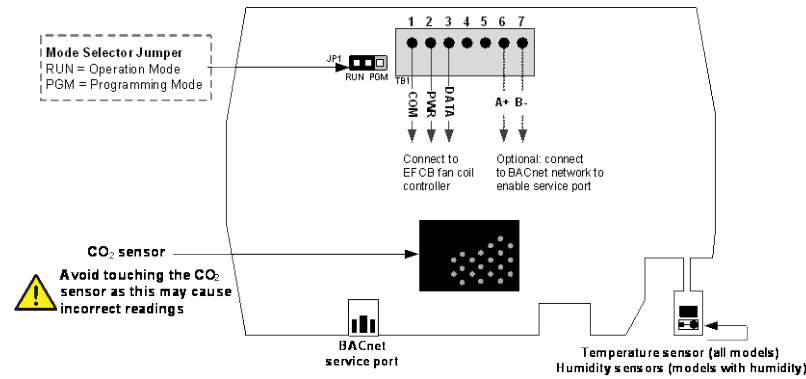 1 2 3 4 5 6 7
Mode Selector Jumper
RUN = Operation Mode
PGM = Programming Mode
JP1
RUN PGM
TB1
COM
PWR
DATA
A+ B-
Connect to
EFCB fan coil
controller
Optional: connect
to BACnet network to
enable service port
CO₂ sensor
Avoid touching the CO₂
sensor as this may cause
incorrect readings
BACnet
service port
Temperature sensor (all models)
Humidity sensors (models with humidity)